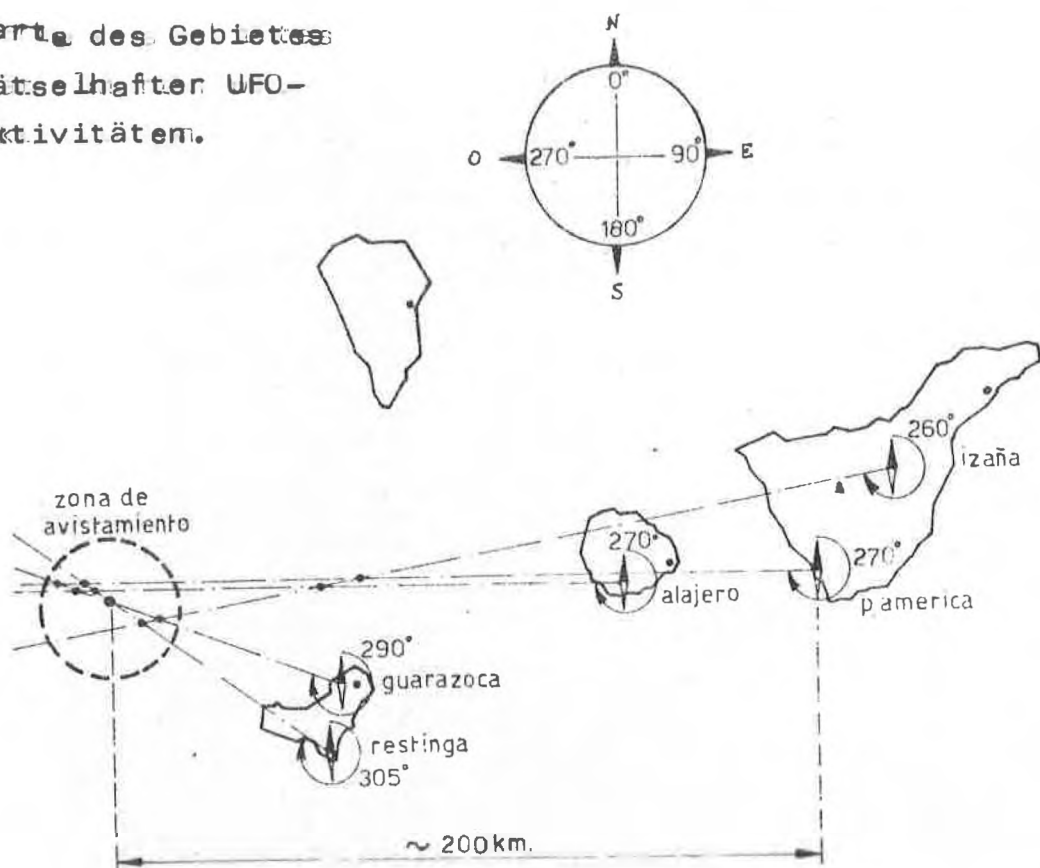 des Gebietes
ätselhafter UFO-
ktivitäten.
N
0°
O 270° 90° E
180°
S
260°
izaña
zona de
avistamiento
270°
270°
alajero
p america
290°
guarazoca
restinga
305°
~ 200km.